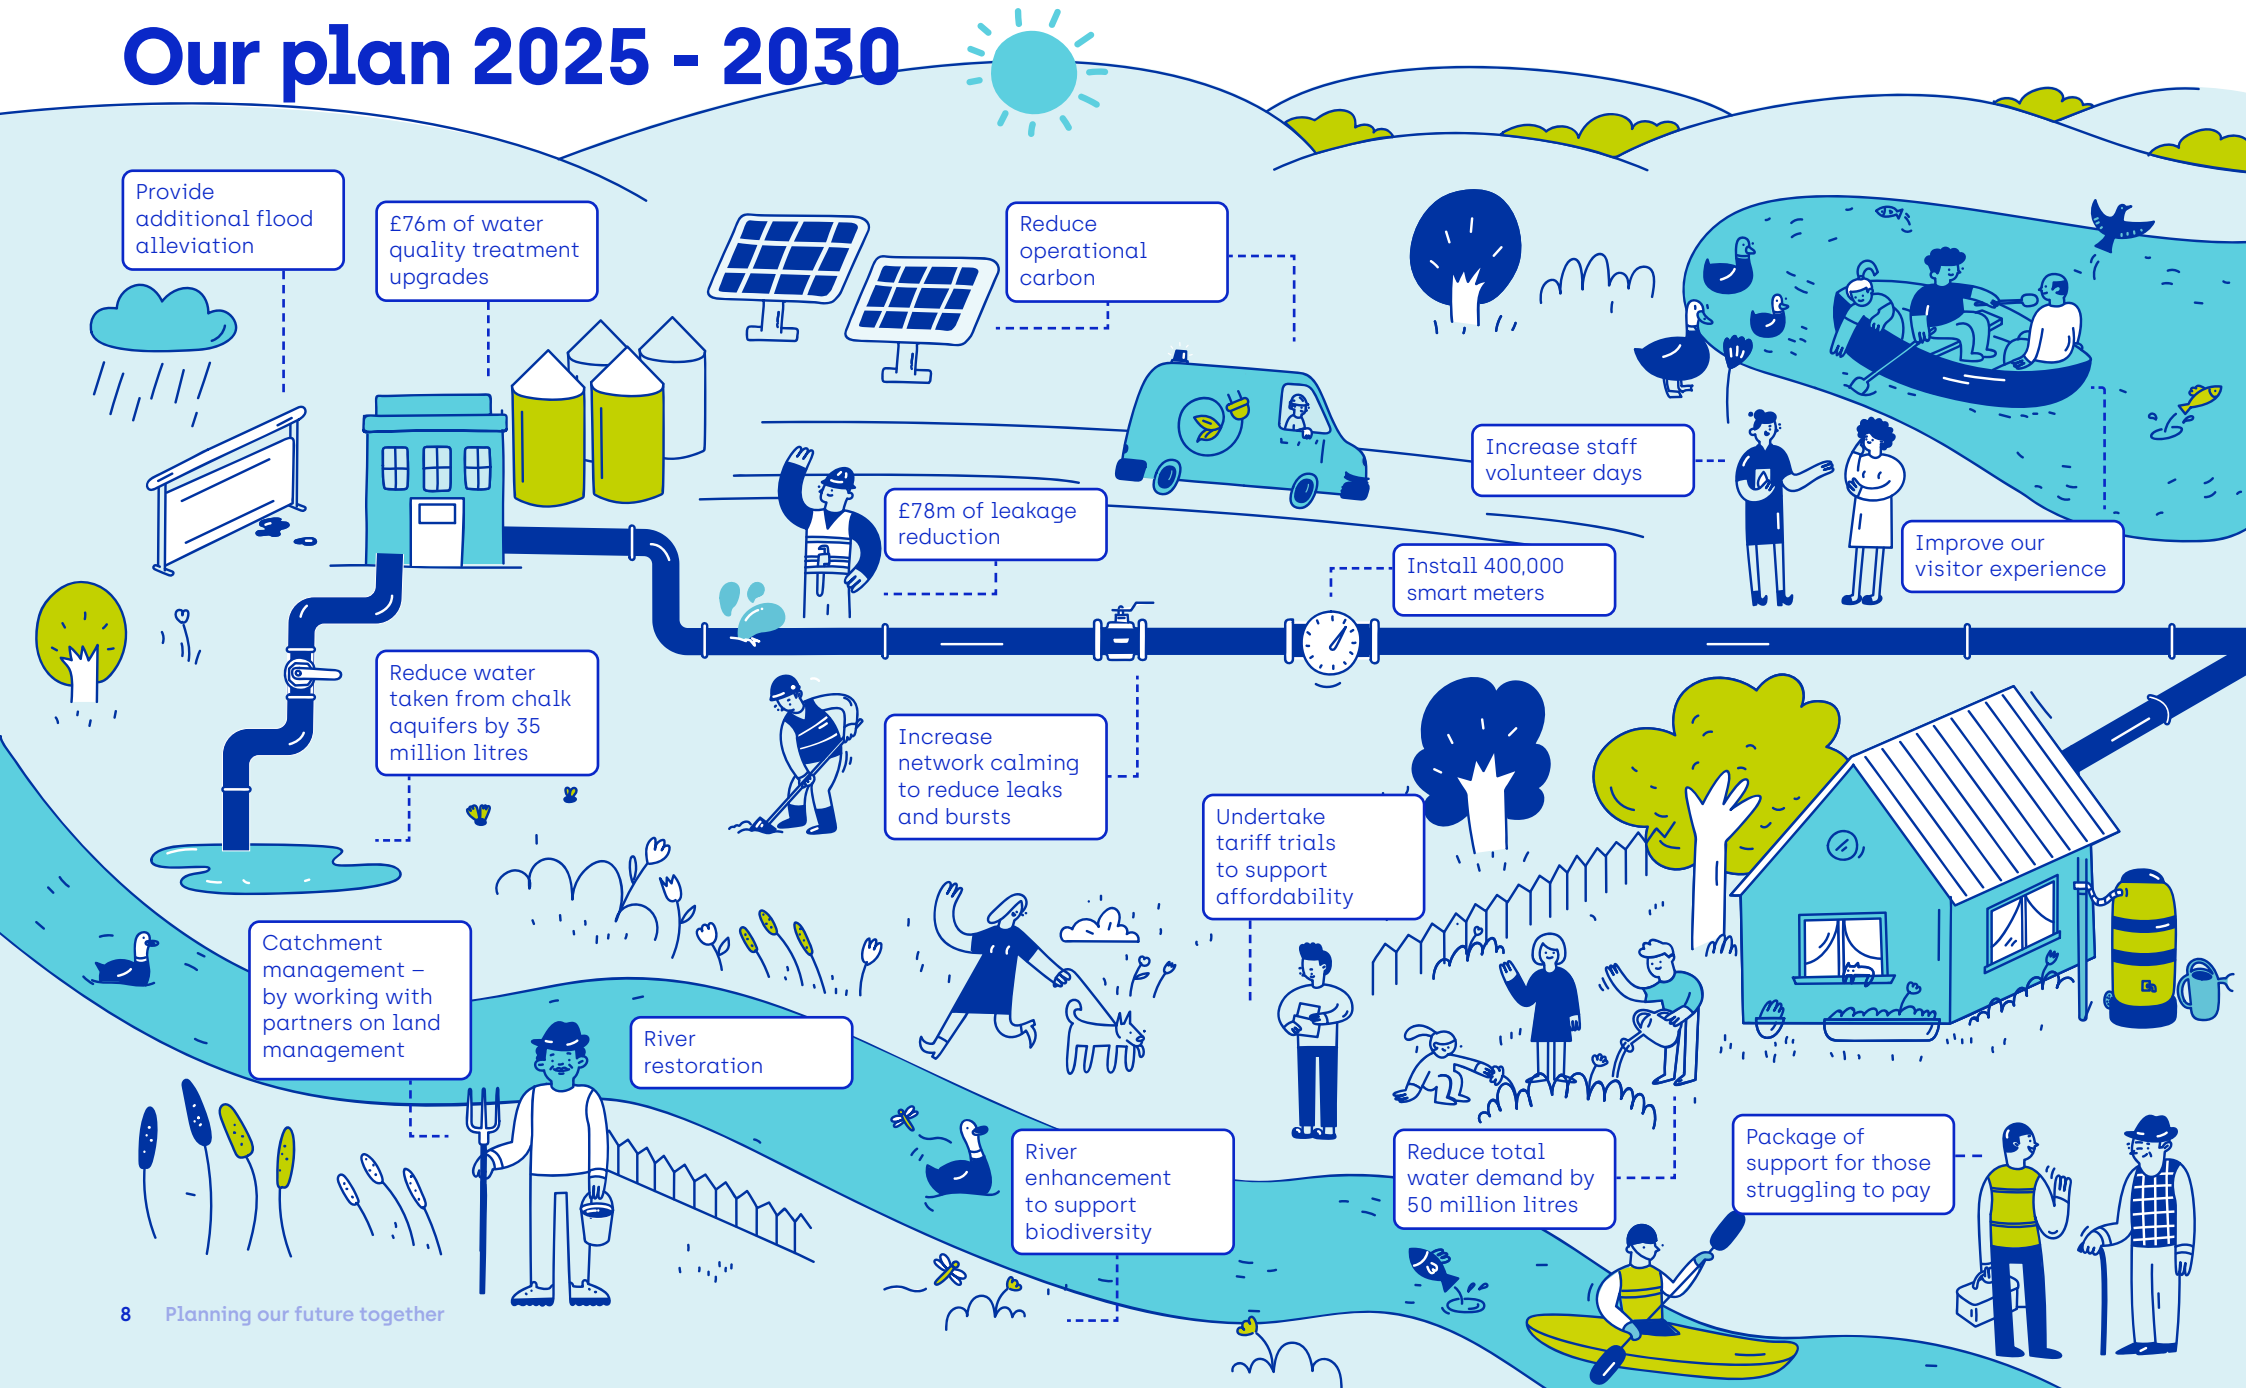 Our plan 2025 - 2030
Provide
additional flood
alleviation
£76m of water
quality treatment
upgrades
Reduce
operational
carbon
Increase staff
volunteer days
£78m of leakage
reduction
Improve our
visitor experience
Install 400,000
smart meters
Reduce water
taken from chalk
aquifers by 35
million litres
Increase
network calming
to reduce leaks
and bursts
Undertake
tariff trials
to support
affordability
Catchment
management –
by working with
partners on land
management
River
restoration
River
enhancement
to support
biodiversity
Reduce total
water demand by
50 million litres
Package of
support for those
struggling to pay
8 Planning our future together